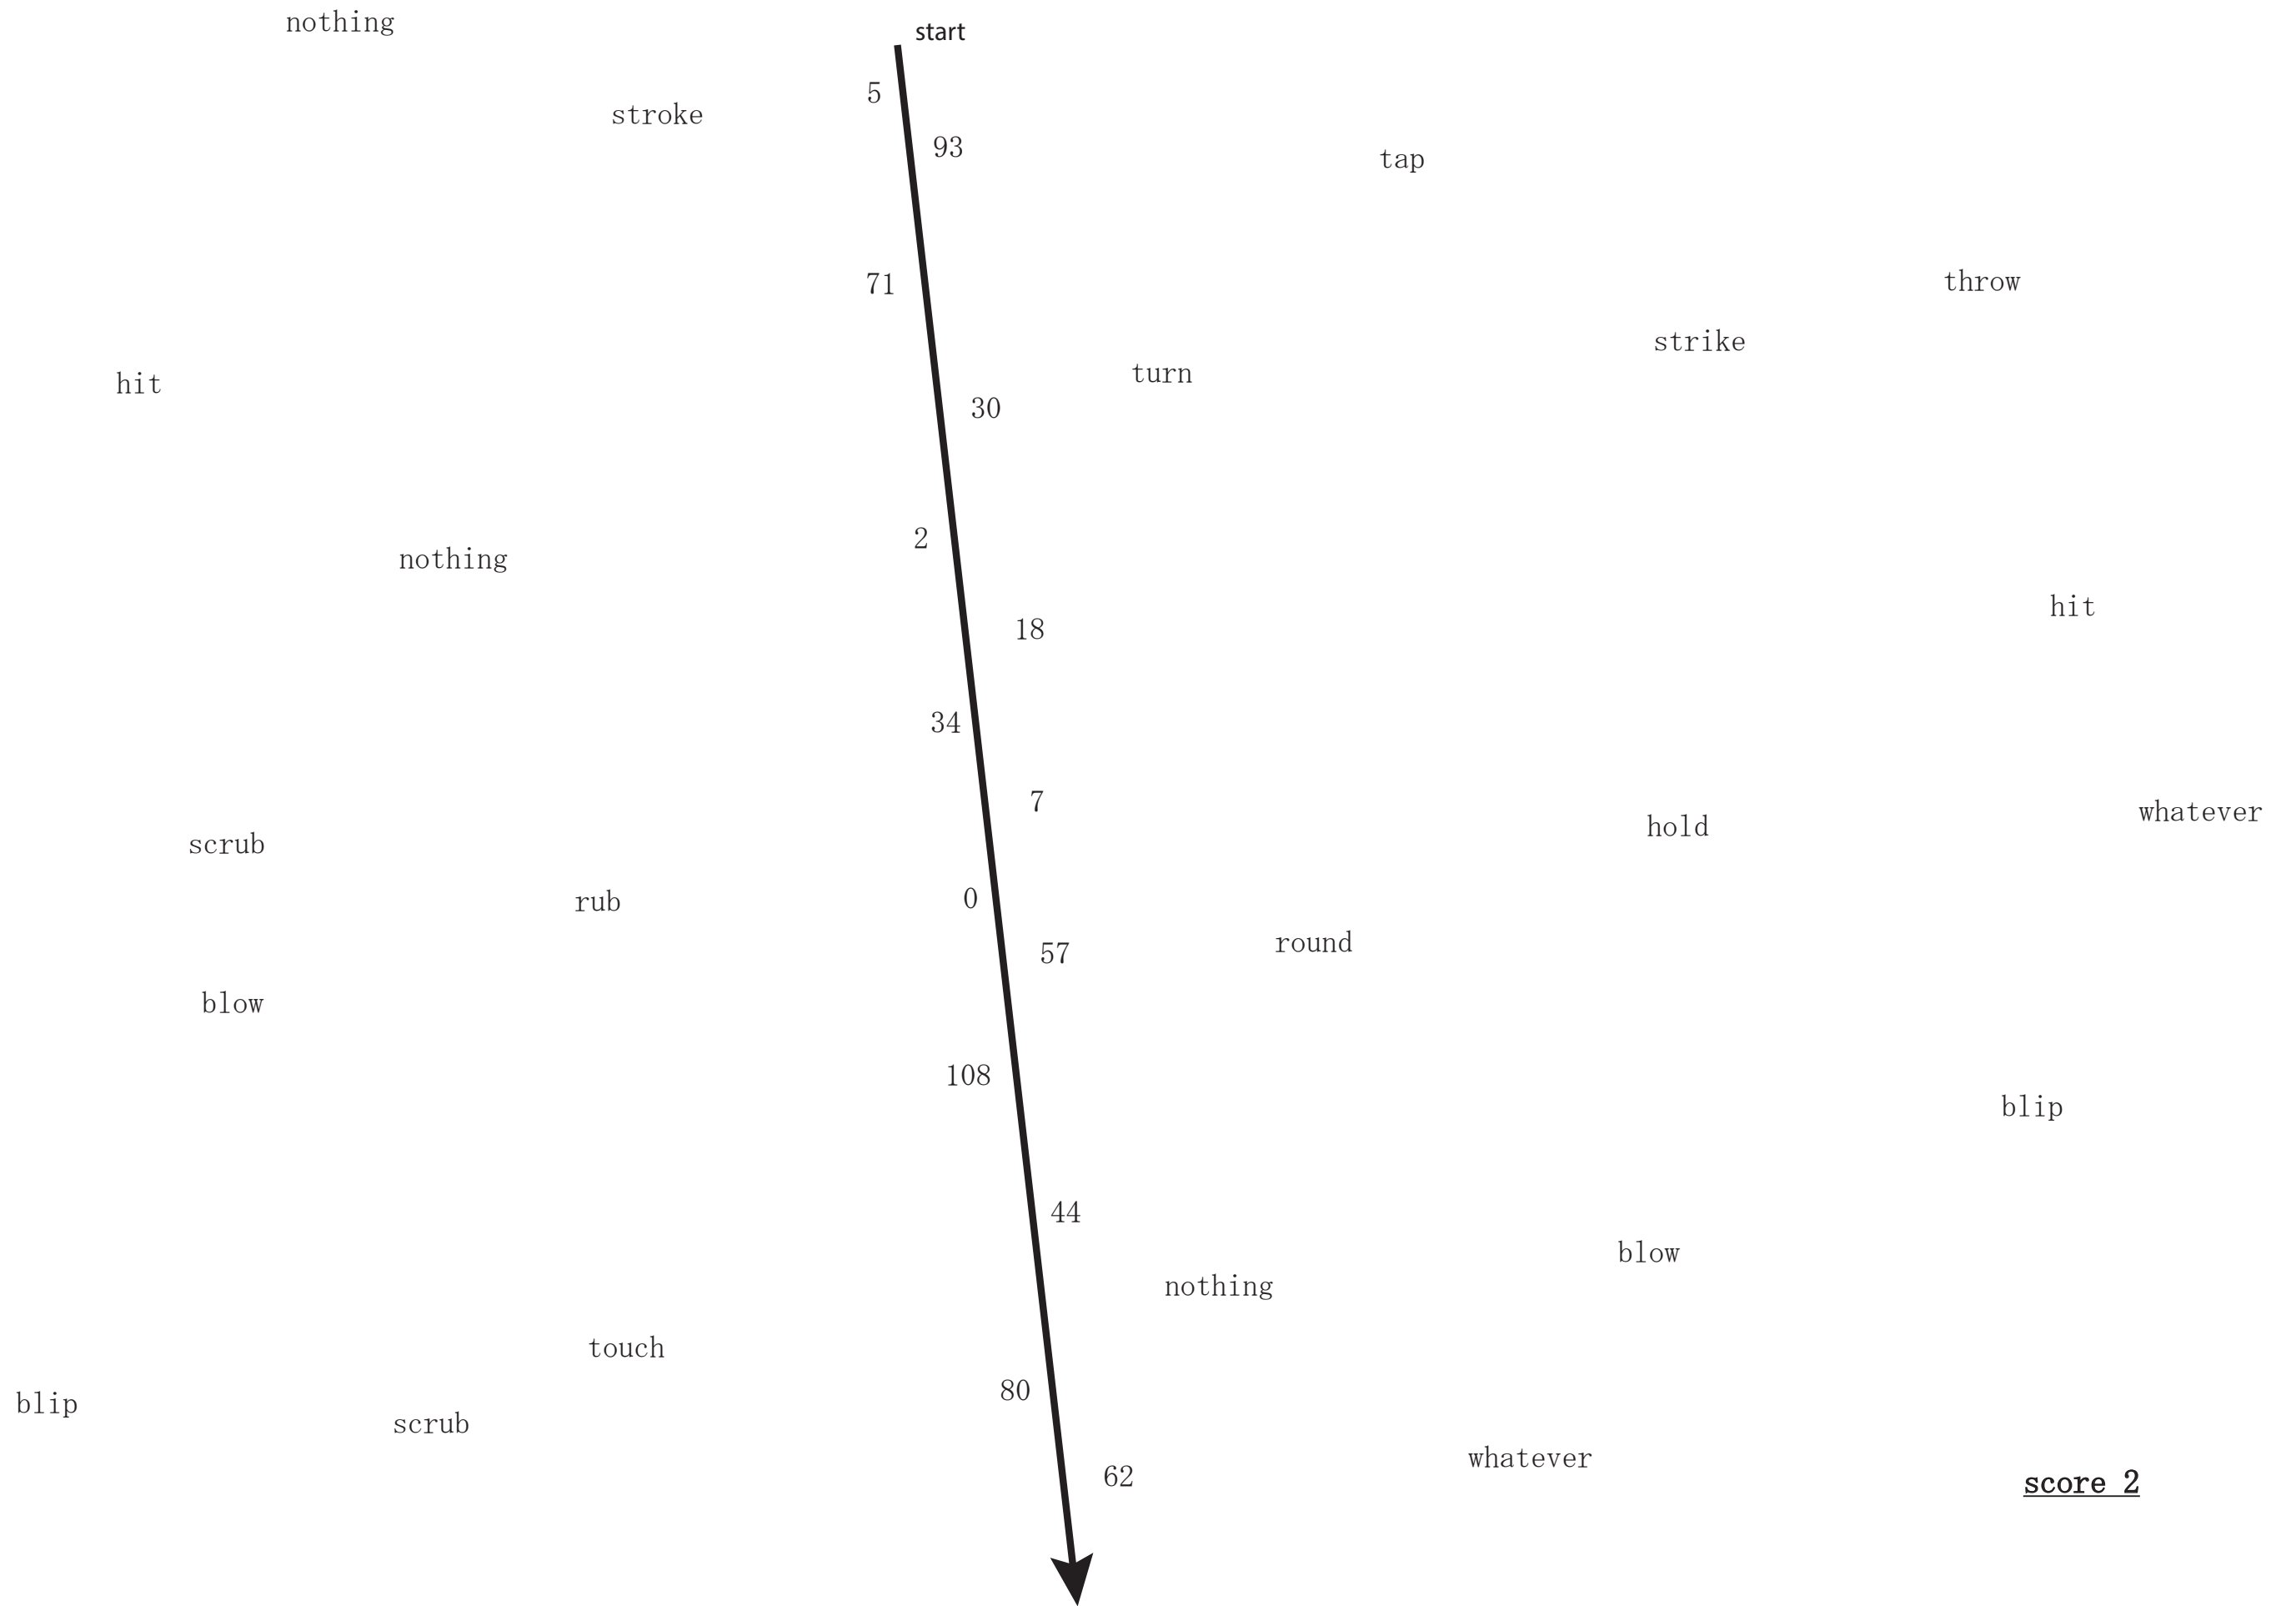 nothing
start
5
stroke
93
tap
throw
71
strike
turn
hit
30
2
nothing
hit
18
34
7
whatever
hold
scrub
0
rub
round
57
blow
108
blip
44
blow
nothing
touch
80
blip
scrub
whatever
62
score 2